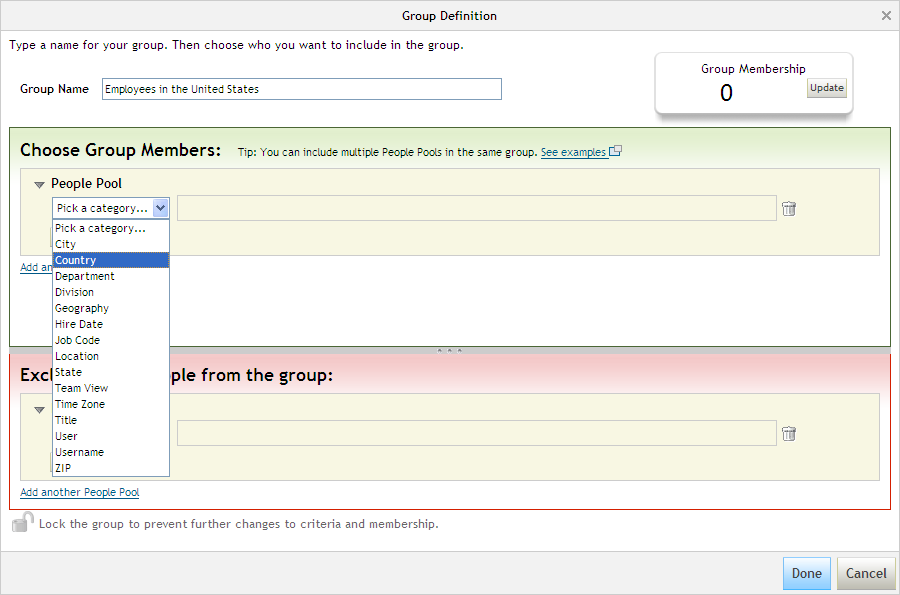 Group Definition
Type a name for your group. Then choose who you want to include in the group.
Group Membership
0
Update
Group Name
Employees in the United States
Choose Group Members:
Tip: You can include multiple People Pools in the same group. See examples
People Pool
Pick a category...
Pick a category...
City
Country
Department
Division
Geography
Hire Date
Job Code
Location
State
Team View
Time Zone
Title
User
Username
ZIP
Add an
Excl
ple from the group:
Add another People Pool
Lock the group to prevent further changes to criteria and membership.
Done
Cancel